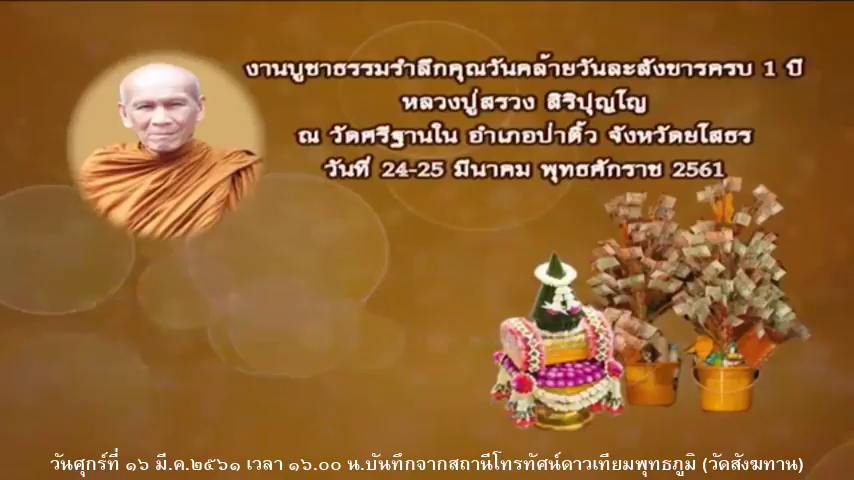 งานบูชาธรรมรำลึกคุณวันคล้ายวันละสังขารครบ 1 ปี
หลวงปู่สรวง สิริปุญโญ
ณ วัดศรีฐานใน อำเภอป่าติ้ว จังหวัดยโสธร
วันที่ 24-25 มีนาคม พุทธศักราช 2561
วันศุกร์ที่ ๑๖ มี.ค.๒๕๖๑ เวลา ๑๖.๐๐ น.บันทึกจากสถานีโทรทัศน์ดาวเทียมพุทธภูมิ (วัดสังฆทาน)